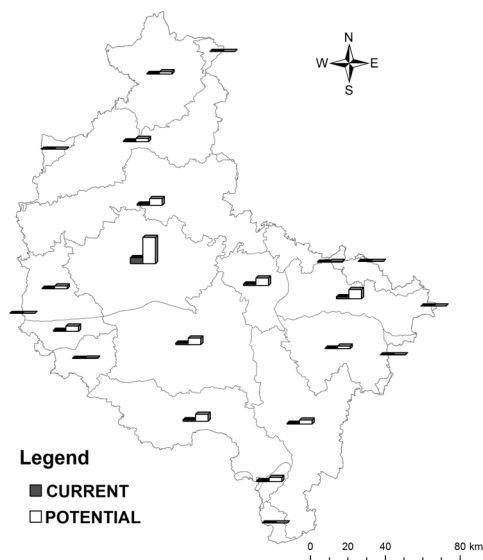 N
W E
S
Legend
CURRENT
POTENTIAL
0 20 40 80 km